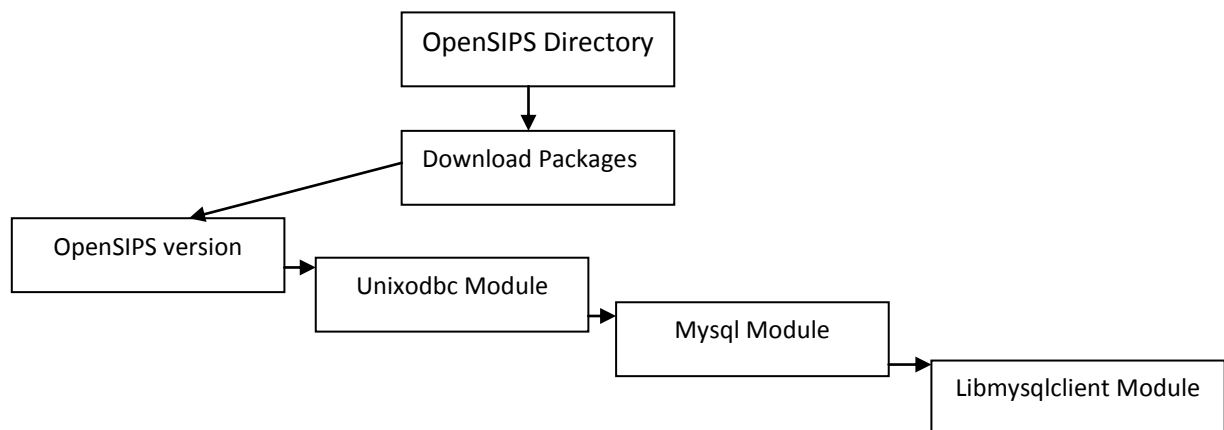 OpenSIPS Directory
Download Packages
OpenSIPS version
Unixodbc Module
Mysql Module
Libmysqlclient Module